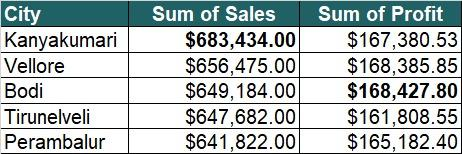 City Sum of Sales Sum of Profit
Kanyakumari $683,434.00 $167,380.53
Vellore $656,475.00 $168,385.85
Bodi $649,184.00 $168,427.80
Tirunelveli $647,682.00 $161,808.55
Perambalur $641,822.00 $165,182.40